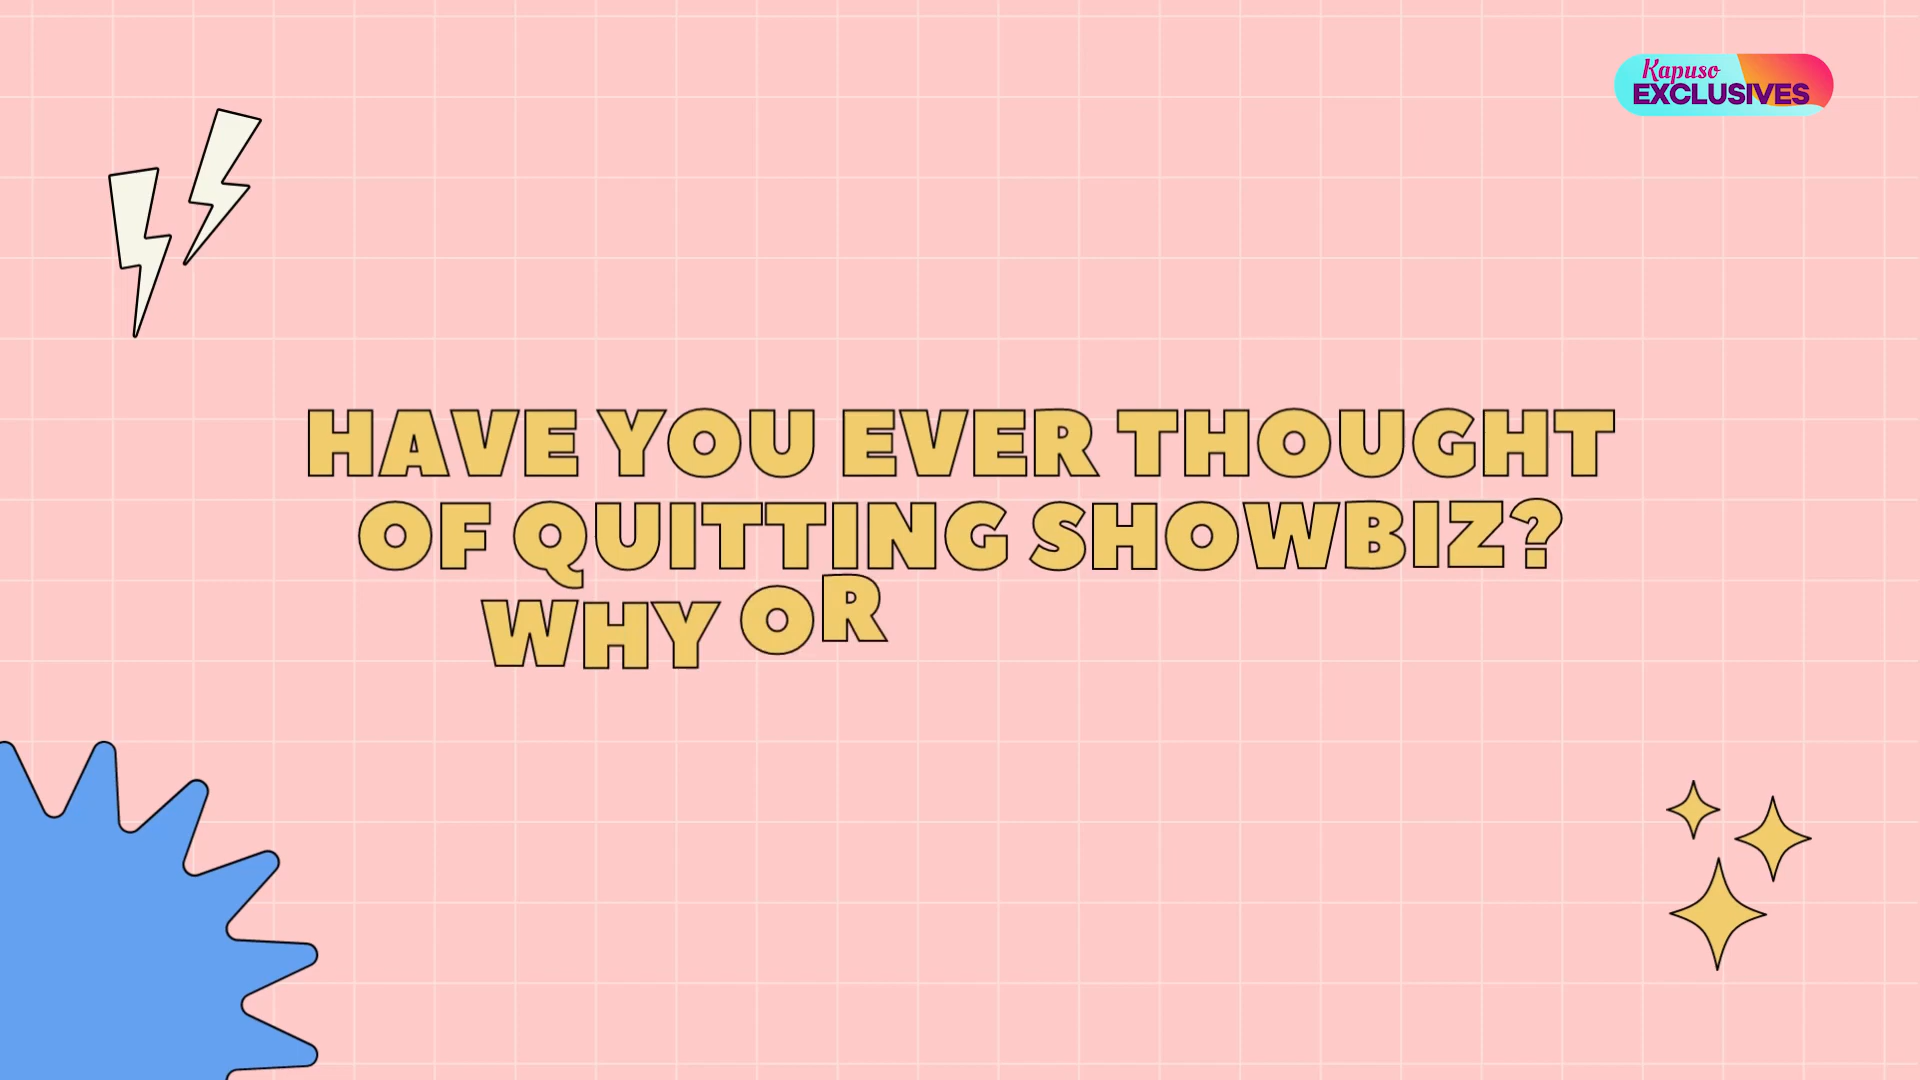 Kapuso
EXCLUSIVES
HAVE YOU EVER THOUGHT
OF QUITTING SHOWBIZ?
WHY OR